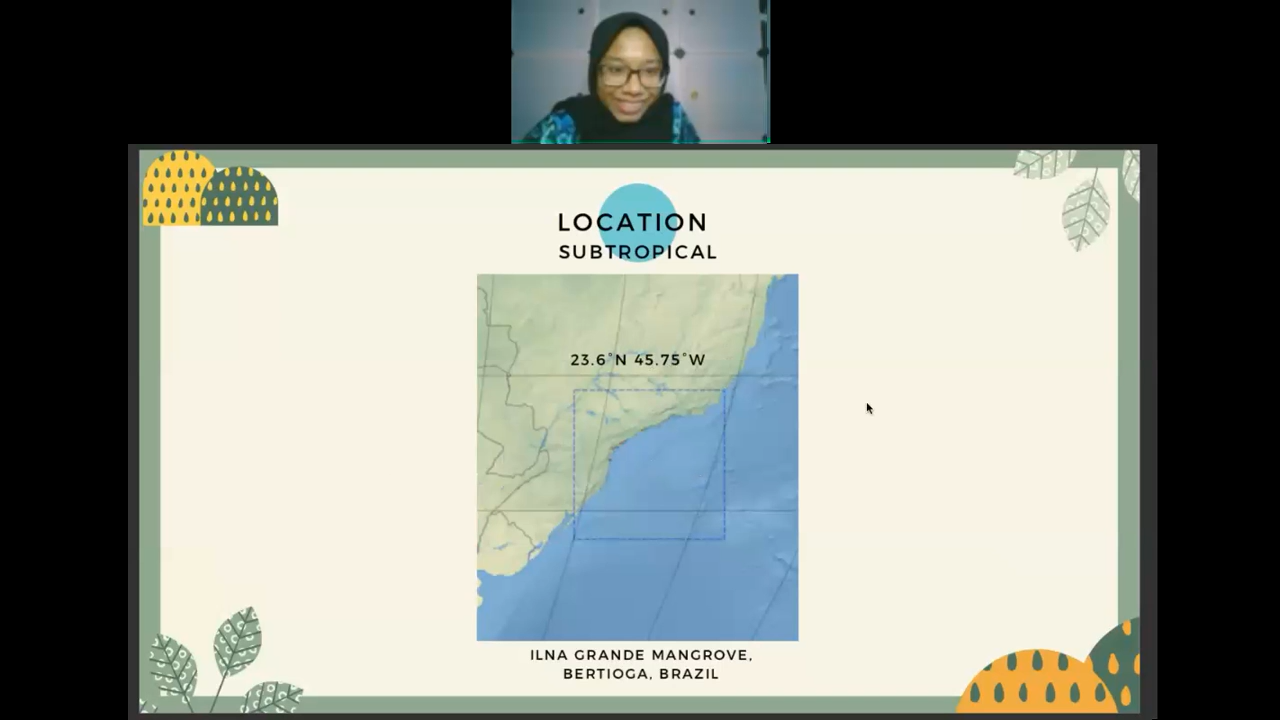 LOCATION
SUBTROPICAL
23.6°N 45.75°W
ILNA GRANDE MANGROVE,
BERTIOGA, BRAZIL